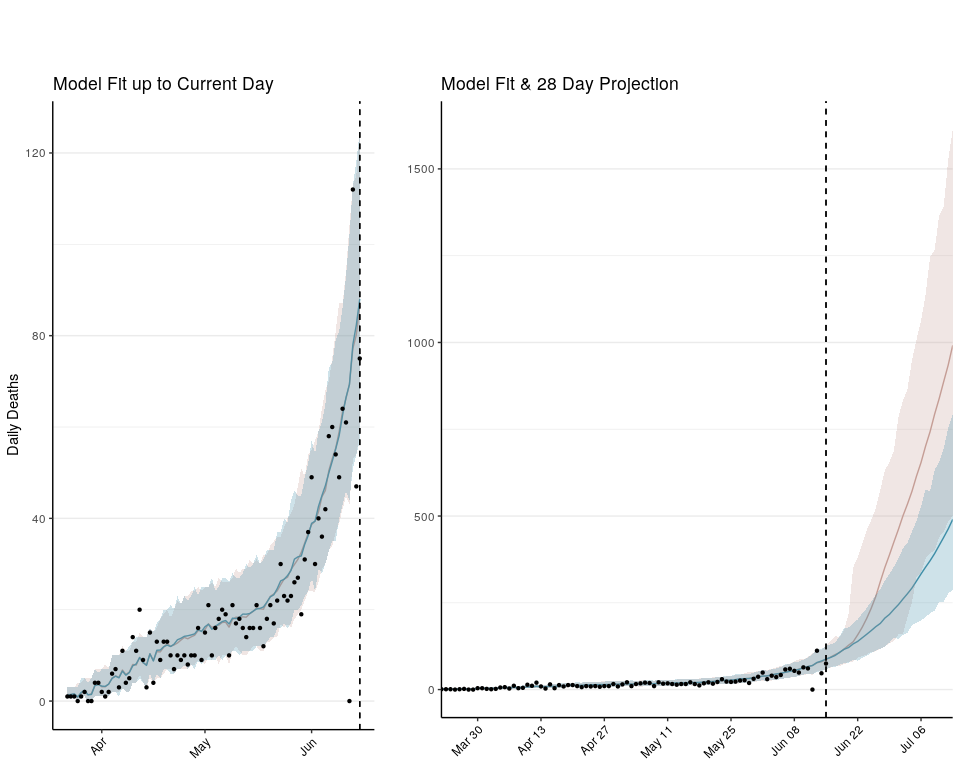 Model Fit up to Current Day
Daily Deaths
120
80
40
0
Apr
May
Jun
Model Fit & 28 Day Projection
1500
1000
500
0
Mar 30
Apr 13
Apr 27
May 11
May 25
Jun 08
Jun 22
Jul 06